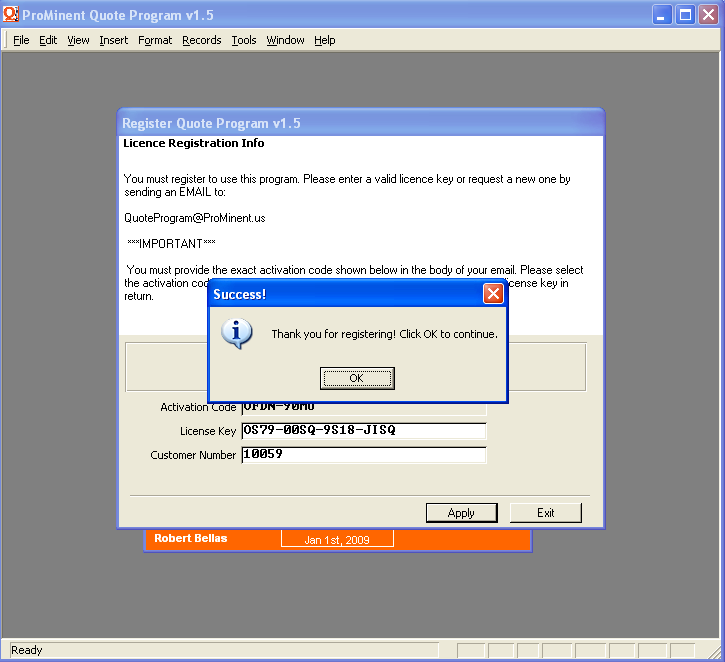 ProMinent Quote Program v1.5
File Edit View Insert Format Records Tools Window Help
Register Quote Program v1.5
Licence Registration Info
You must register to use this program. Please enter a valid licence key or request a new one by
sending an EMAIL to:
QuoteProgram@ProMinent.us
***IMPORTANT***
You must provide the exact activation code shown below in the body of your email. Please select
the activation cod
icense key in
return.
Success!
Thank you for registering! Click OK to continue.
OK
Activation Code
License Key OS79-00SQ-9S18-JISQ
Customer Number 10059
Apply Exit
Robert Bellas Jan 1st, 2009
Ready